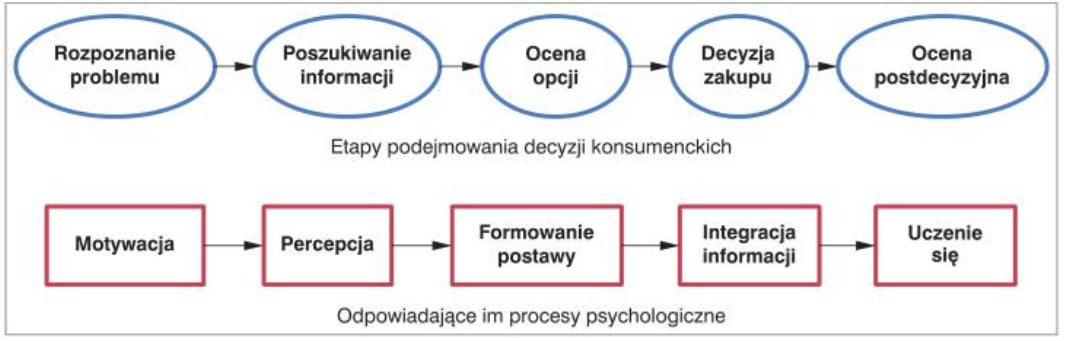 Rozpoznanie
problemu
Poszukiwanie
informacji
Ocena
opcji
Decyzja
zakupu
Ocena
postdecyzyjna
Etapy podejmowania decyzji konsumenckich
Motywacja
Percepcja
Formowanie
postawy
Integracja
informacji
Uczenie
się
Odpowiadające im procesy psychologiczne